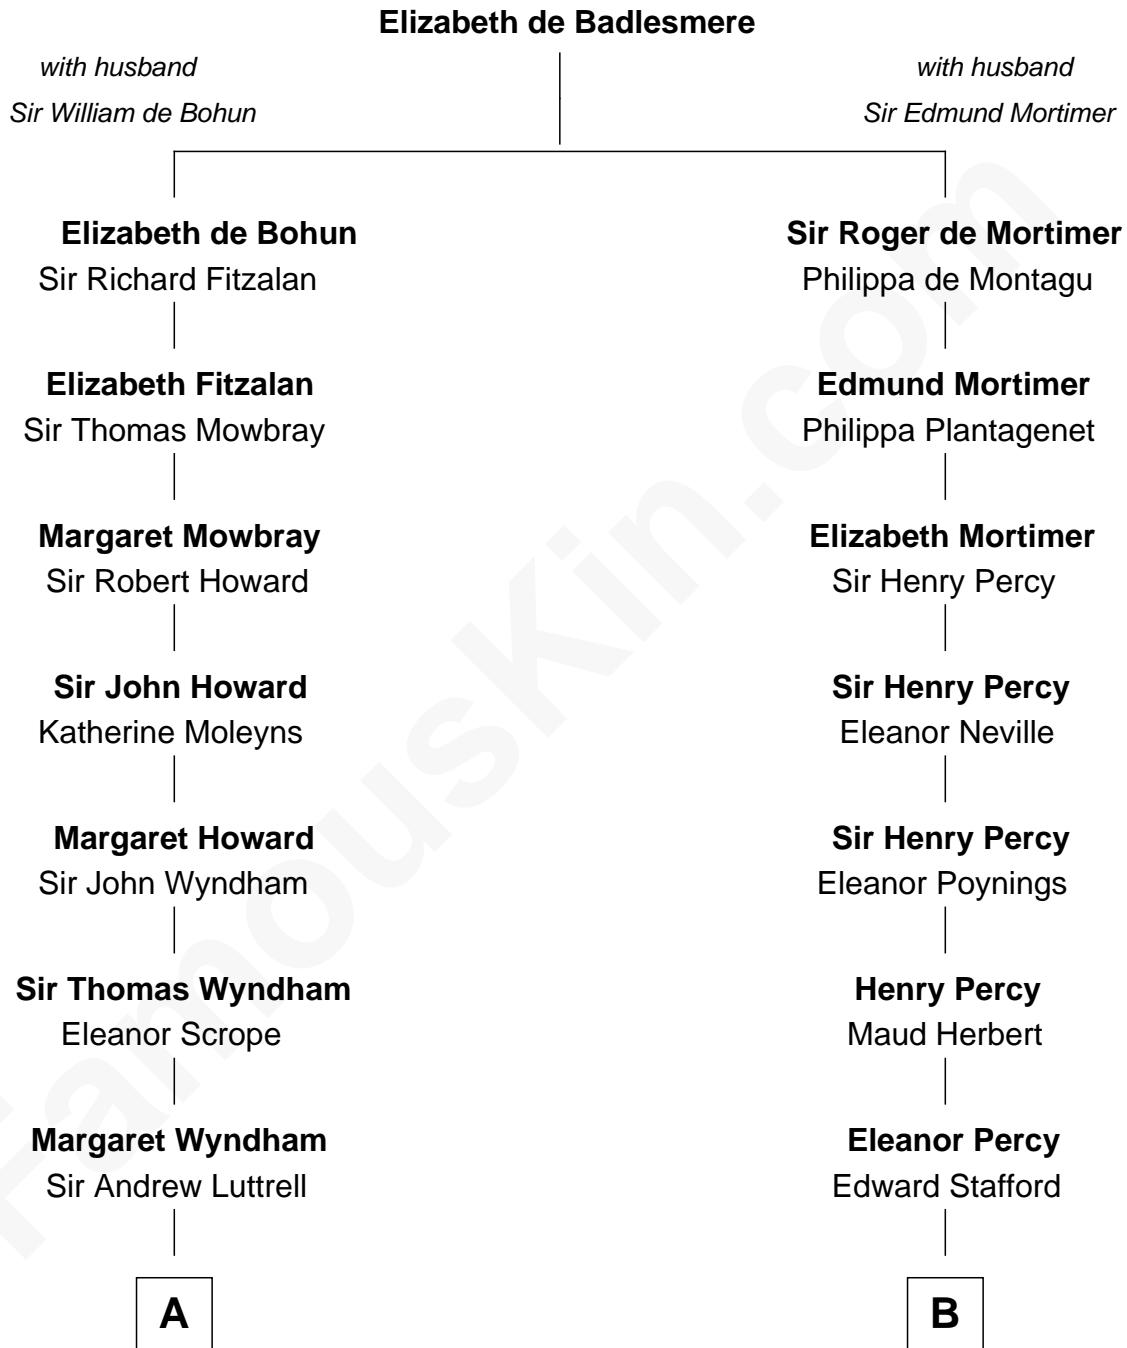 Elizabeth de Badlesmere
with husband
Sir William de Bohun
with husband
Sir Edmund Mortimer
Elizabeth de Bohun
Sir Richard Fitzalan
Sir Roger de Mortimer
Philippa de Montagu
Elizabeth Fitzalan
Sir Thomas Mowbray
Edmund Mortimer
Philippa Plantagenet
Margaret Mowbray
Sir Robert Howard
Elizabeth Mortimer
Sir Henry Percy
Sir John Howard
Katherine Moleyns
Sir Henry Percy
Eleanor Neville
Margaret Howard
Sir John Wyndham
Sir Henry Percy
Eleanor Poynings
Sir Thomas Wyndham
Eleanor Scrope
Henry Percy
Maud Herbert
Margaret Wyndham
Sir Andrew Luttrell
Eleanor Percy
Edward Stafford
A
B
FamousKin.com